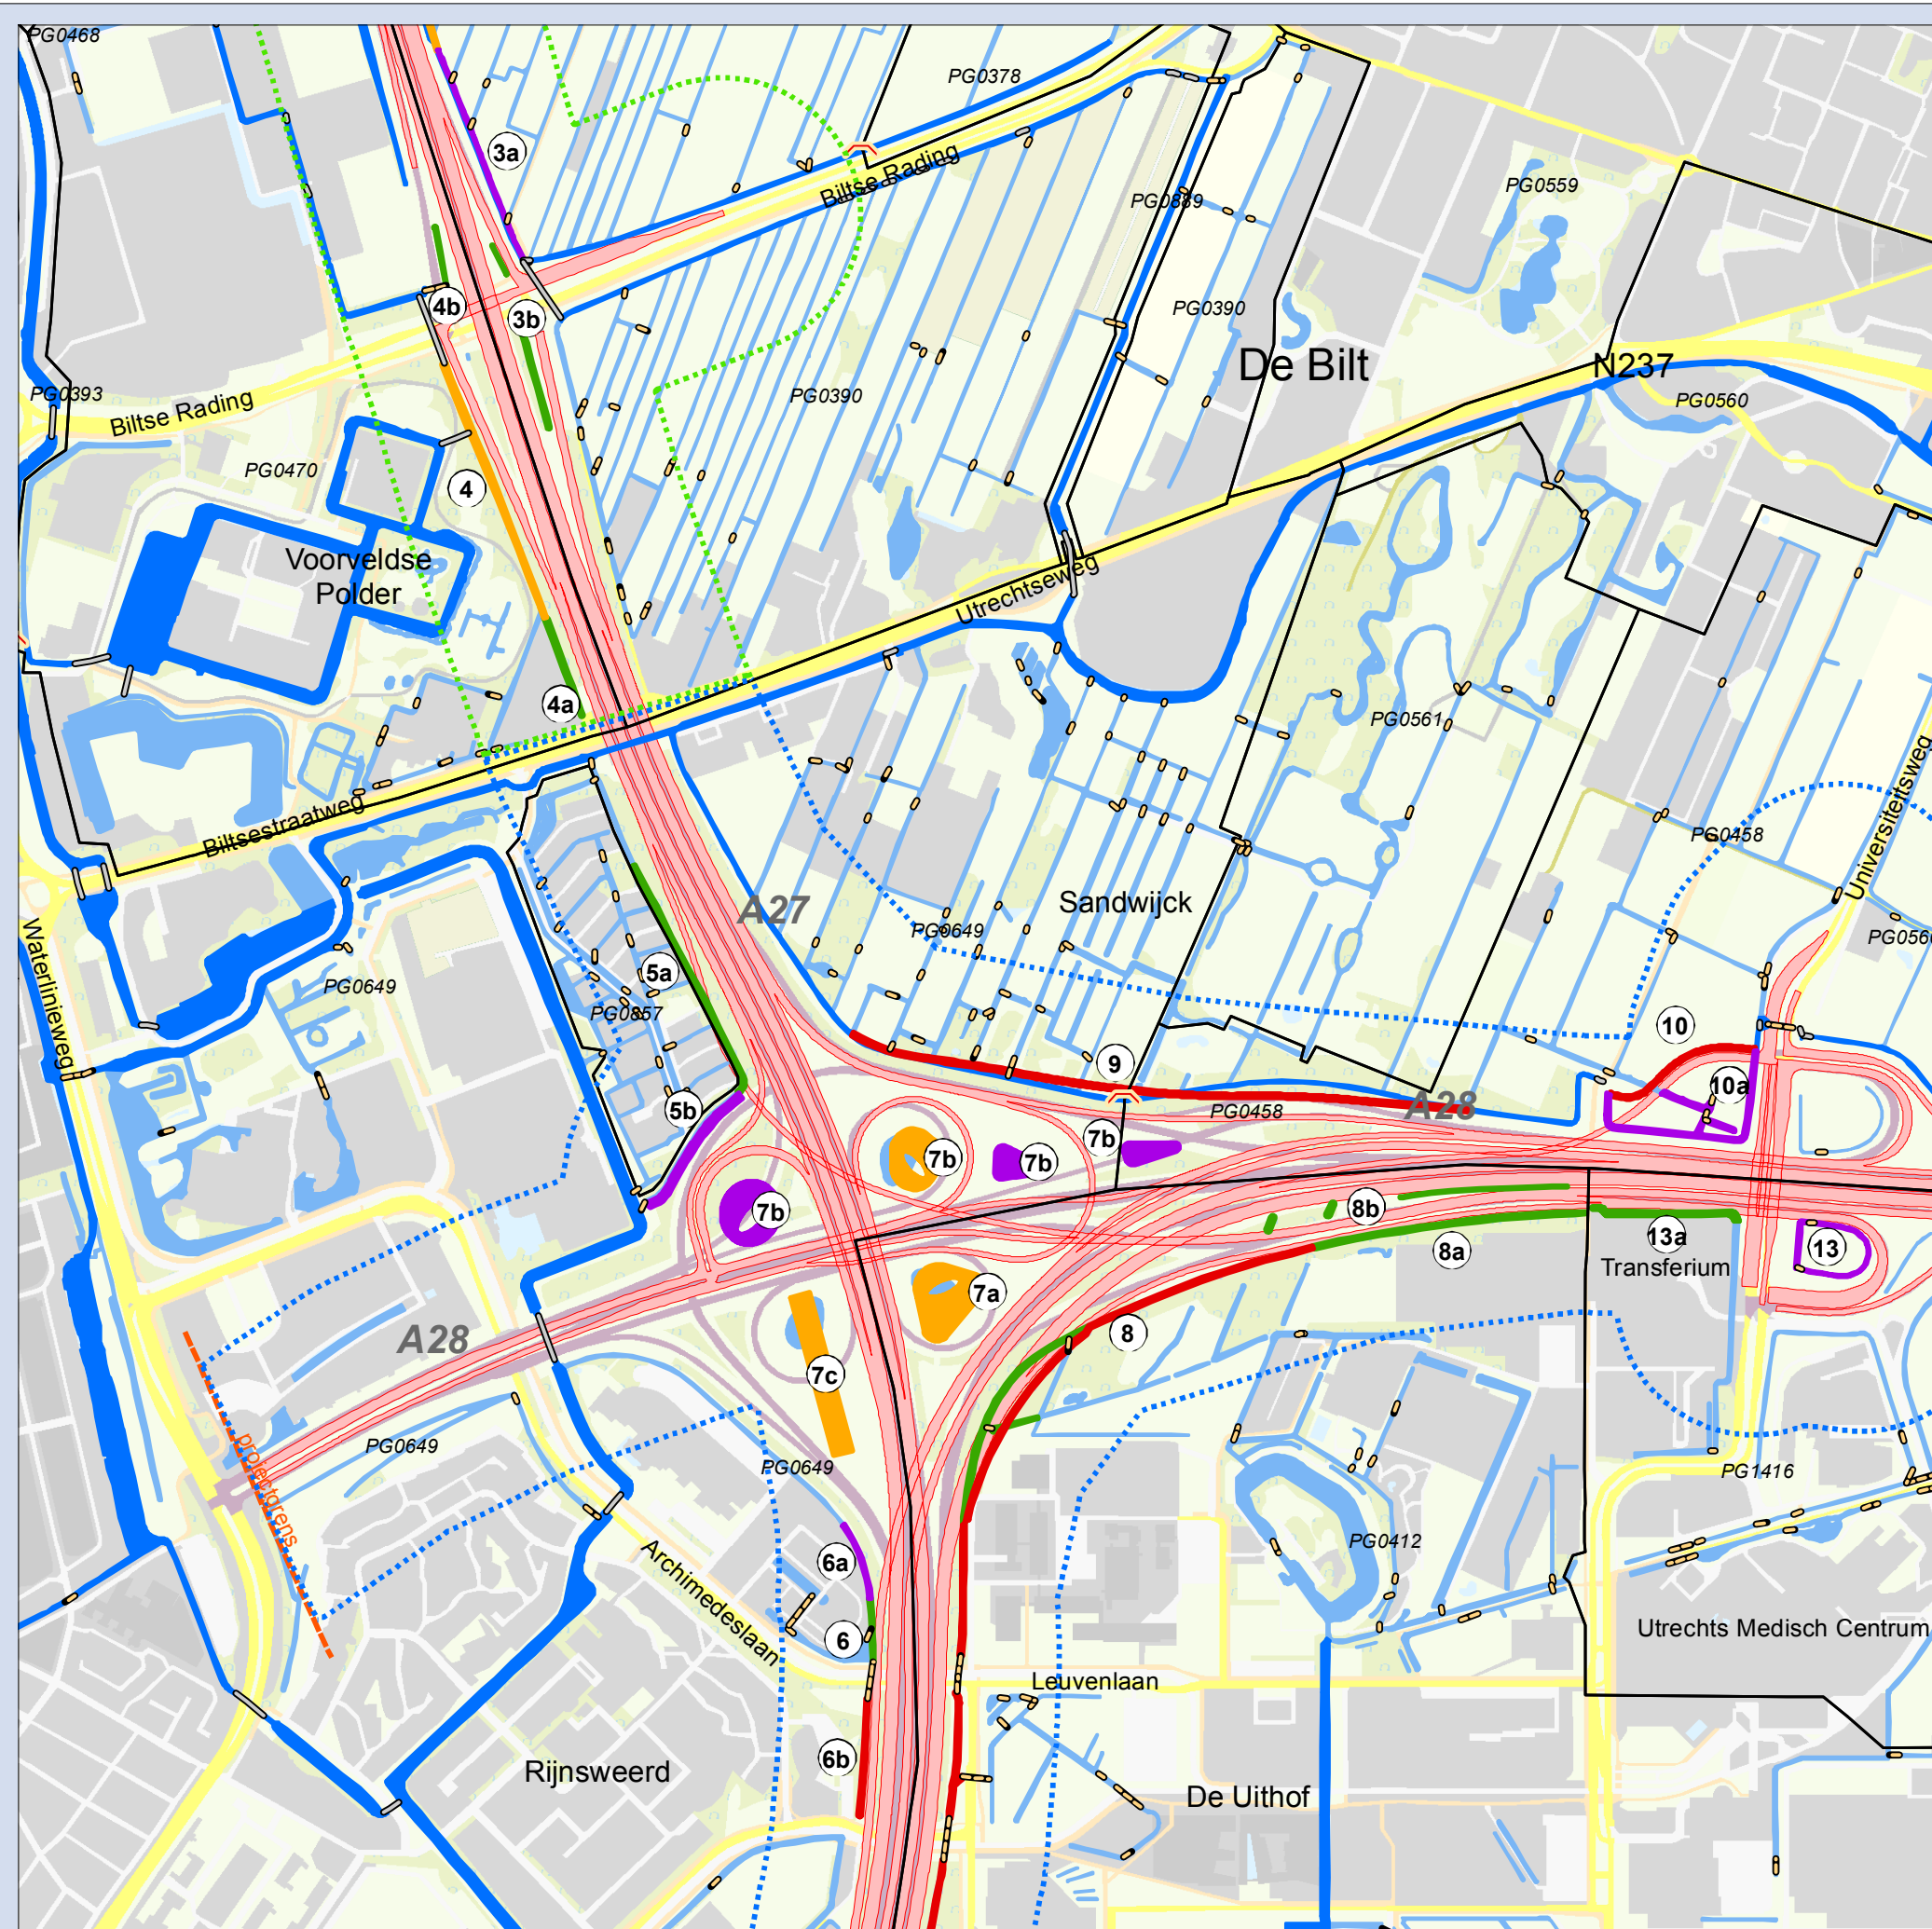 PG0468
PG0378
3a
Biltse Rading
PG0559
PG0889
4b
3b
PG0390
De Bilt
N237
PG0393
Biltse Rading
PG0390
PG0560
PG0470
4
Voorveldse
Polder
Utrechtseweg
4a
PG0561
Biltsestraatweg
PG0458
Universiteitsweg
A27
Sandwijck
PG0649
Waterlinieweg
5a
PG0649
PG0857
10
9
10a
5b
PG0458
A28
7b
7b
7b
7b
8b
8a
13a
13
Transferium
7a
A28
8
7c
projectgrens
PG0649
PG0649
PG1416
PG0412
6a
Archimedeslaan
6
Utrechts Medisch Centrum
Leuvenlaan
6b
Rijnsweerd
De Uithof